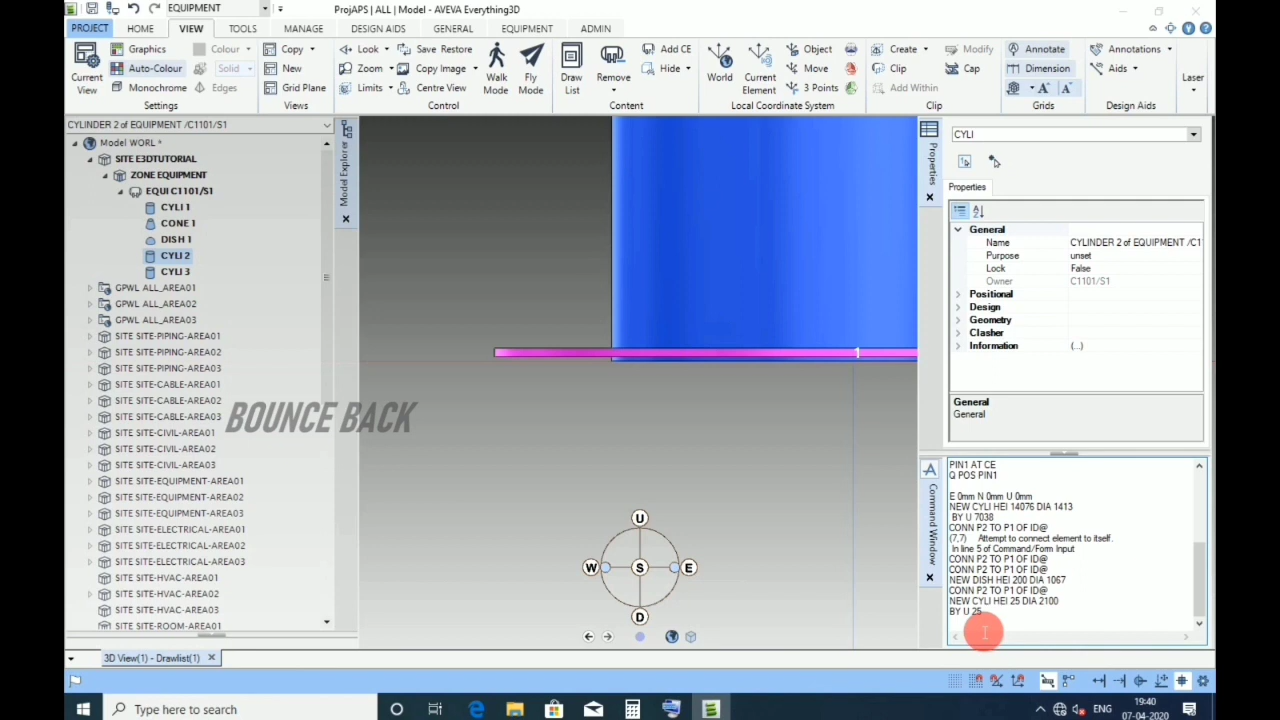 EQUIPMENT
ProjAPS | ALL | Model - AVEVA Everything3D
PROJECT HOME VIEW TOOLS MANAGE DESIGN AIDS GENERAL EQUIPMENT ADMIN
Current View
Graphics
Auto-Colour
Monochrome
Colour
Solid
Edges
Settings
Copy
New
Grid Plane
Views
Look
Zoom
Limits
Save Restore
Copy Image
Centre View
Walk Mode
Fly Mode
Control
Draw List
Remove
Add CE
Hide
Content
World
Current Element
Object
Move
3 Points
Local Coordinate System
Create
Clip
Add Within
Modify
Cap
Clip
Annotate
Dimension
A A
Grids
Annotations
Aids
Design Aids
Laser
CYLINDER 2 of EQUIPMENT /C1101/S1
Model WORL *
SITE E3DTUTORIAL
ZONE EQUIPMENT
EQUI C1101/S1
CYLI 1
CONE 1
DISH 1
CYLI 2
CYLI 3
GPWL ALL_AREA01
GPWL ALL_AREA02
GPWL ALL_AREA03
SITE SITE-PIPING-AREA01
SITE SITE-PIPING-AREA02
SITE SITE-PIPING-AREA03
SITE SITE-CABLE-AREA01
SITE SITE-CABLE-AREA02
SITE SITE-CABLE-AREA03
SITE SITE-CIVIL-AREA01
SITE SITE-CIVIL-AREA02
SITE SITE-CIVIL-AREA03
SITE SITE-EQUIPMENT-AREA01
SITE SITE-EQUIPMENT-AREA02
SITE SITE-EQUIPMENT-AREA03
SITE SITE-ELECTRICAL-AREA01
SITE SITE-ELECTRICAL-AREA02
SITE SITE-ELECTRICAL-AREA03
SITE SITE-HVAC-AREA01
SITE SITE-HVAC-AREA02
SITE SITE-HVAC-AREA03
SITE SITE-ROOM-AREA01
Model Explorer
BOUNCE BACK
1
U
W S E
D
Properties
CYLI
Properties
General
Name CYLINDER 2 of EQUIPMENT /C1
Purpose unset
Lock False
Owner C1101/S1
Positional
Design
Geometry
Clasher
Information (...)
General
General
Command Window
PIN1 AT CE
Q POS PIN1
E 0mm N 0mm U 0mm
NEW CYLI HEI 14076 DIA 1413
BY U 7038
CONN P2 TO P1 OF ID@
(7,7) Attempt to connect element to itself.
In line 5 of Command/Form Input
CONN P2 TO P1 OF ID@
CONN P2 TO P1 OF ID@
NEW DISH HEI 200 DIA 1067
CONN P2 TO P1 OF ID@
NEW CYLI HEI 25 DIA 2100
BY U 25
3D View(1) - Drawlist(1)
Type here to search
ENG
19:40
07-04-2020